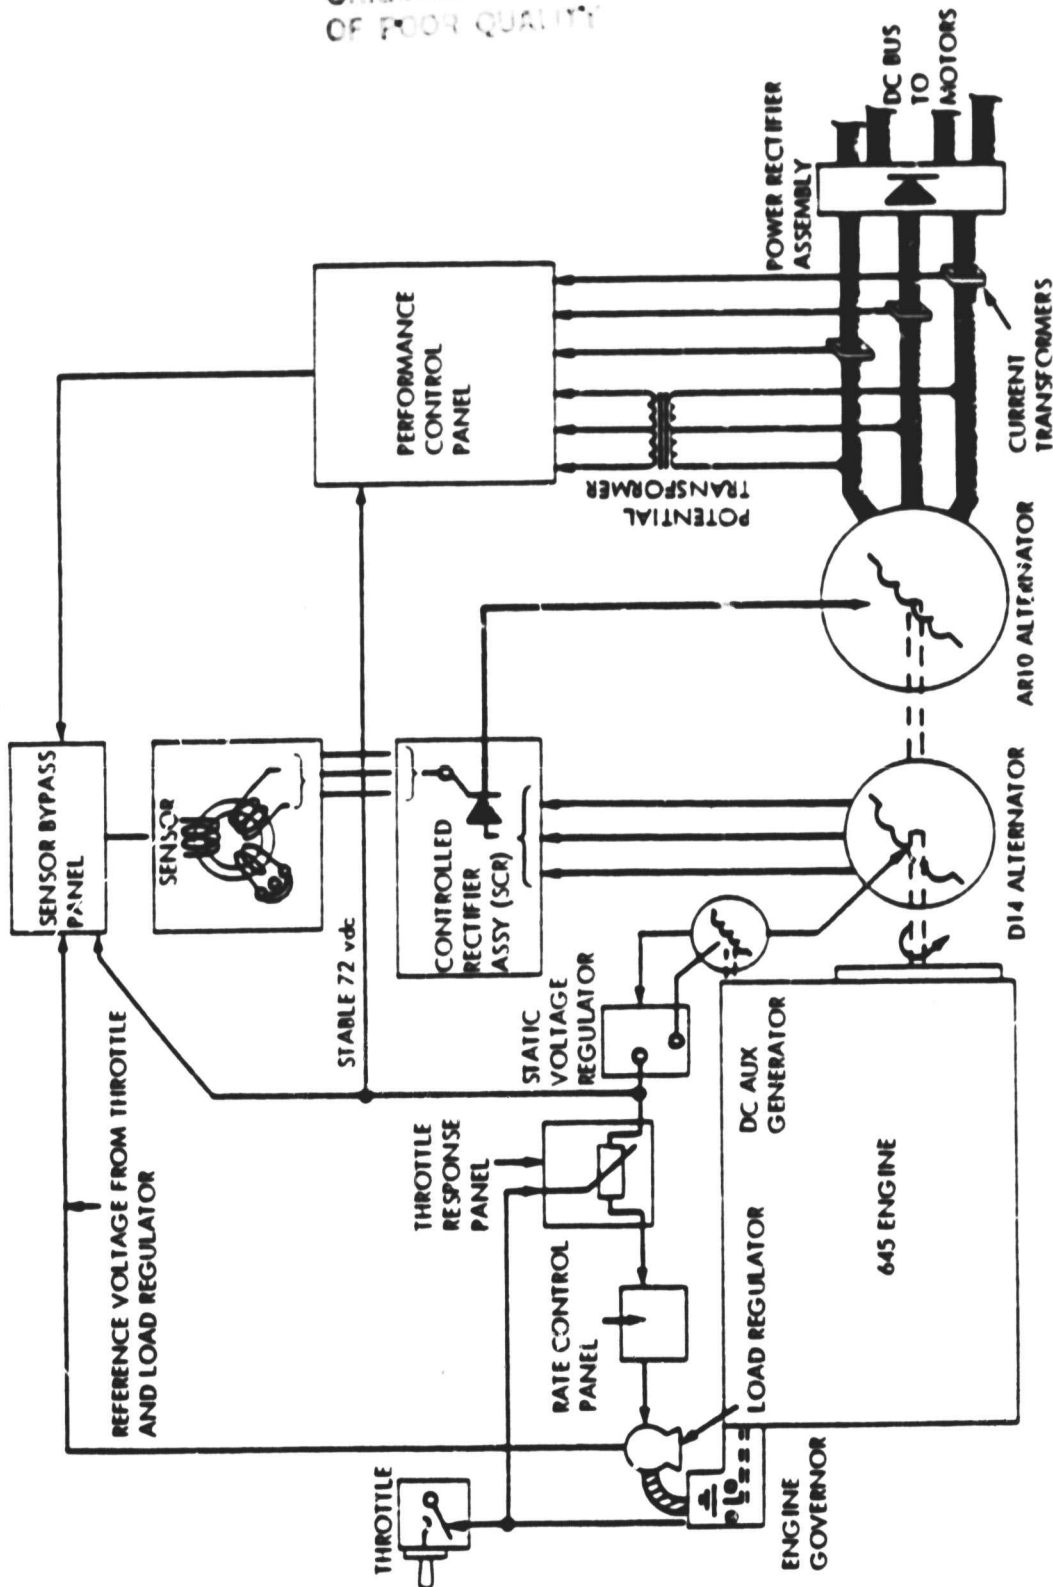 OF POOR QUALITY
DC BUS
TO
MOTORS
POWER RECTIFIER
ASSEMBLY
CURRENT
TRANSFORMERS
PERFORMANCE
CONTROL
PANEL
POTENTIAL
TRANSFORMER
AR10 ALTERNATOR
SENSOR BYPASS
PANEL
SENSOR
CONTROLLED
RECTIFIER
ASSY (SCR)
D14 ALTERNATOR
STABLE 72 vdc
STATIC
VOLTAGE
REGULATOR
DC AUX
GENERATOR
645 ENGINE
REFERENCE VOLTAGE FROM THROTTLE
AND LOAD REGULATOR
THROTTLE
RESPONSE
PANEL
RATE CONTROL
PANEL
LOAD REGULATOR
THROTTLE
ENGINE
GOVERNOR